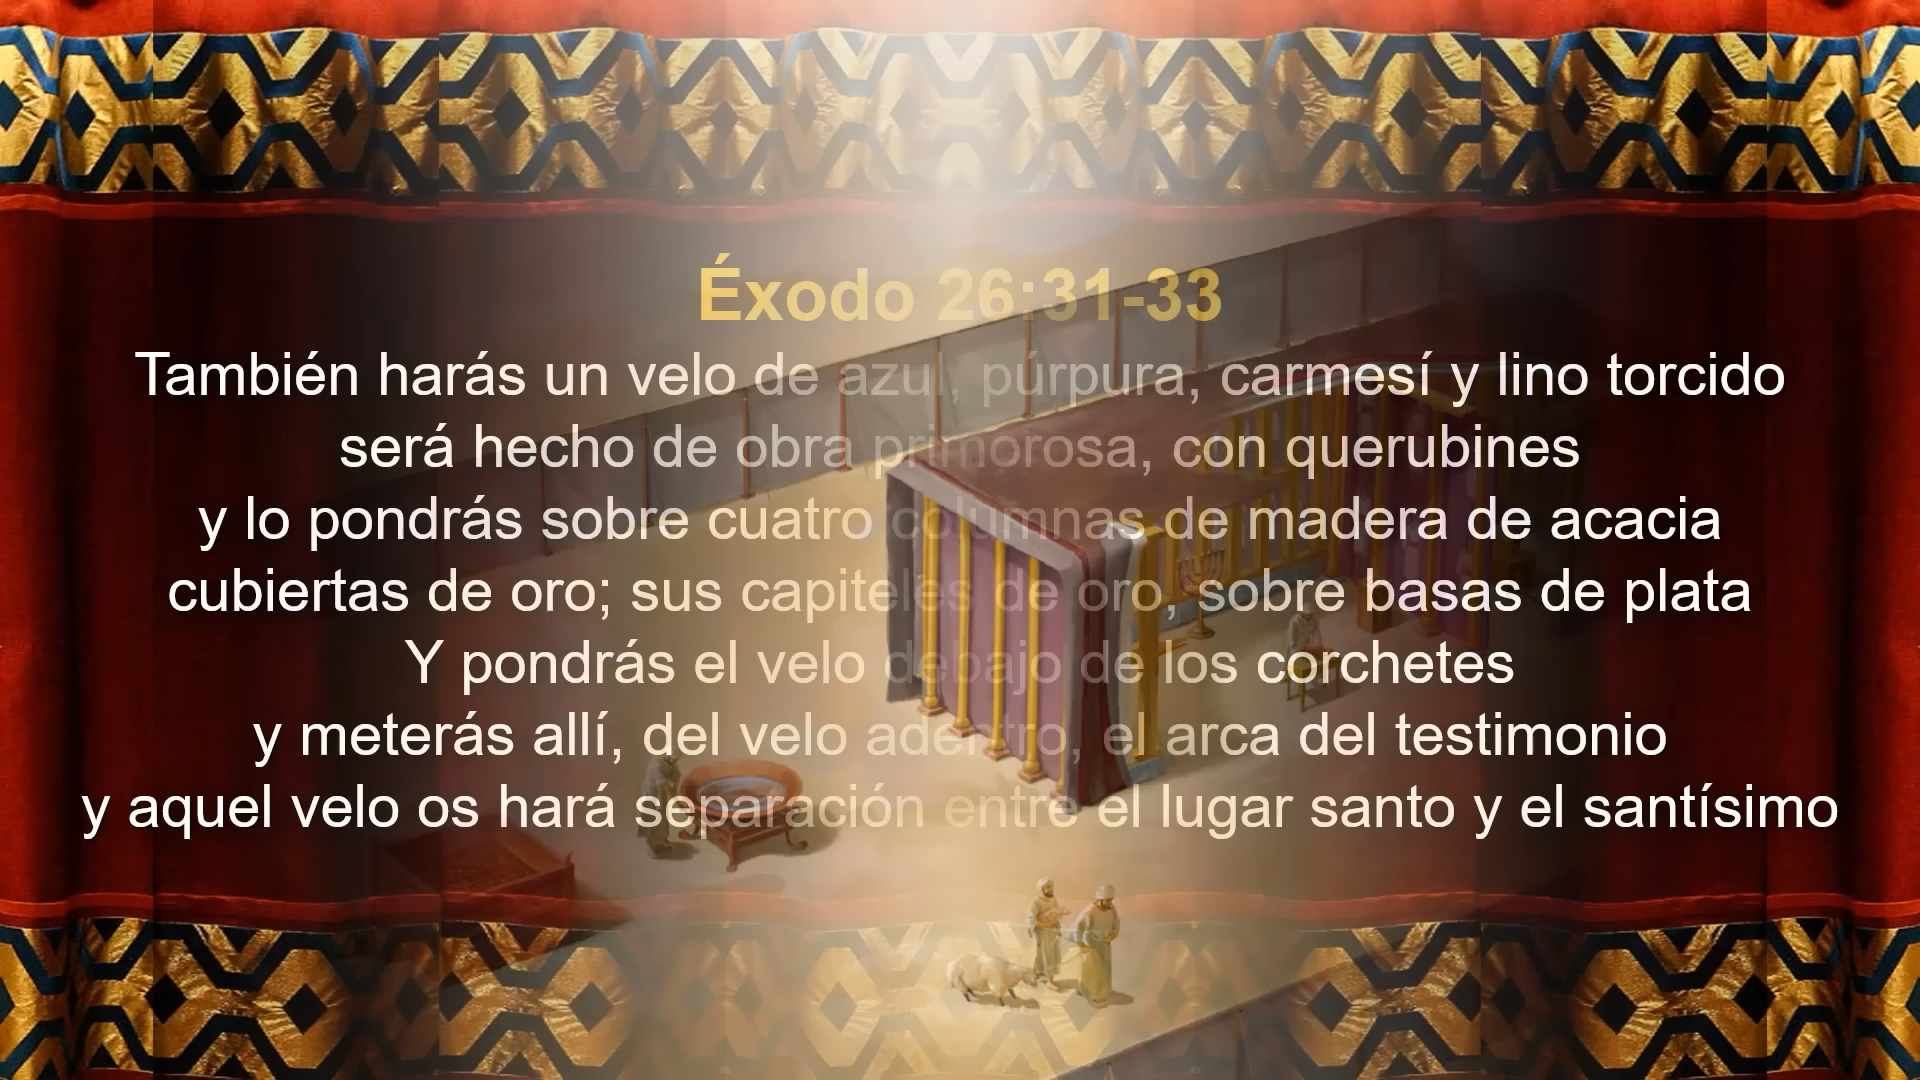 Éxodo 26:31-33
También harás un velo de azul, púrpura, carmesí y lino torcido
será hecho de obra primorosa, con querubines
y lo pondrás sobre cuatro columnas de madera de acacia
cubiertas de oro; sus capiteles de oro, sobre basas de plata
Y pondrás el velo debajo de los corchetes
y meterás allí, del velo adentro, el arca del testimonio
y aquel velo os hará separación entre el lugar santo y el santísimo